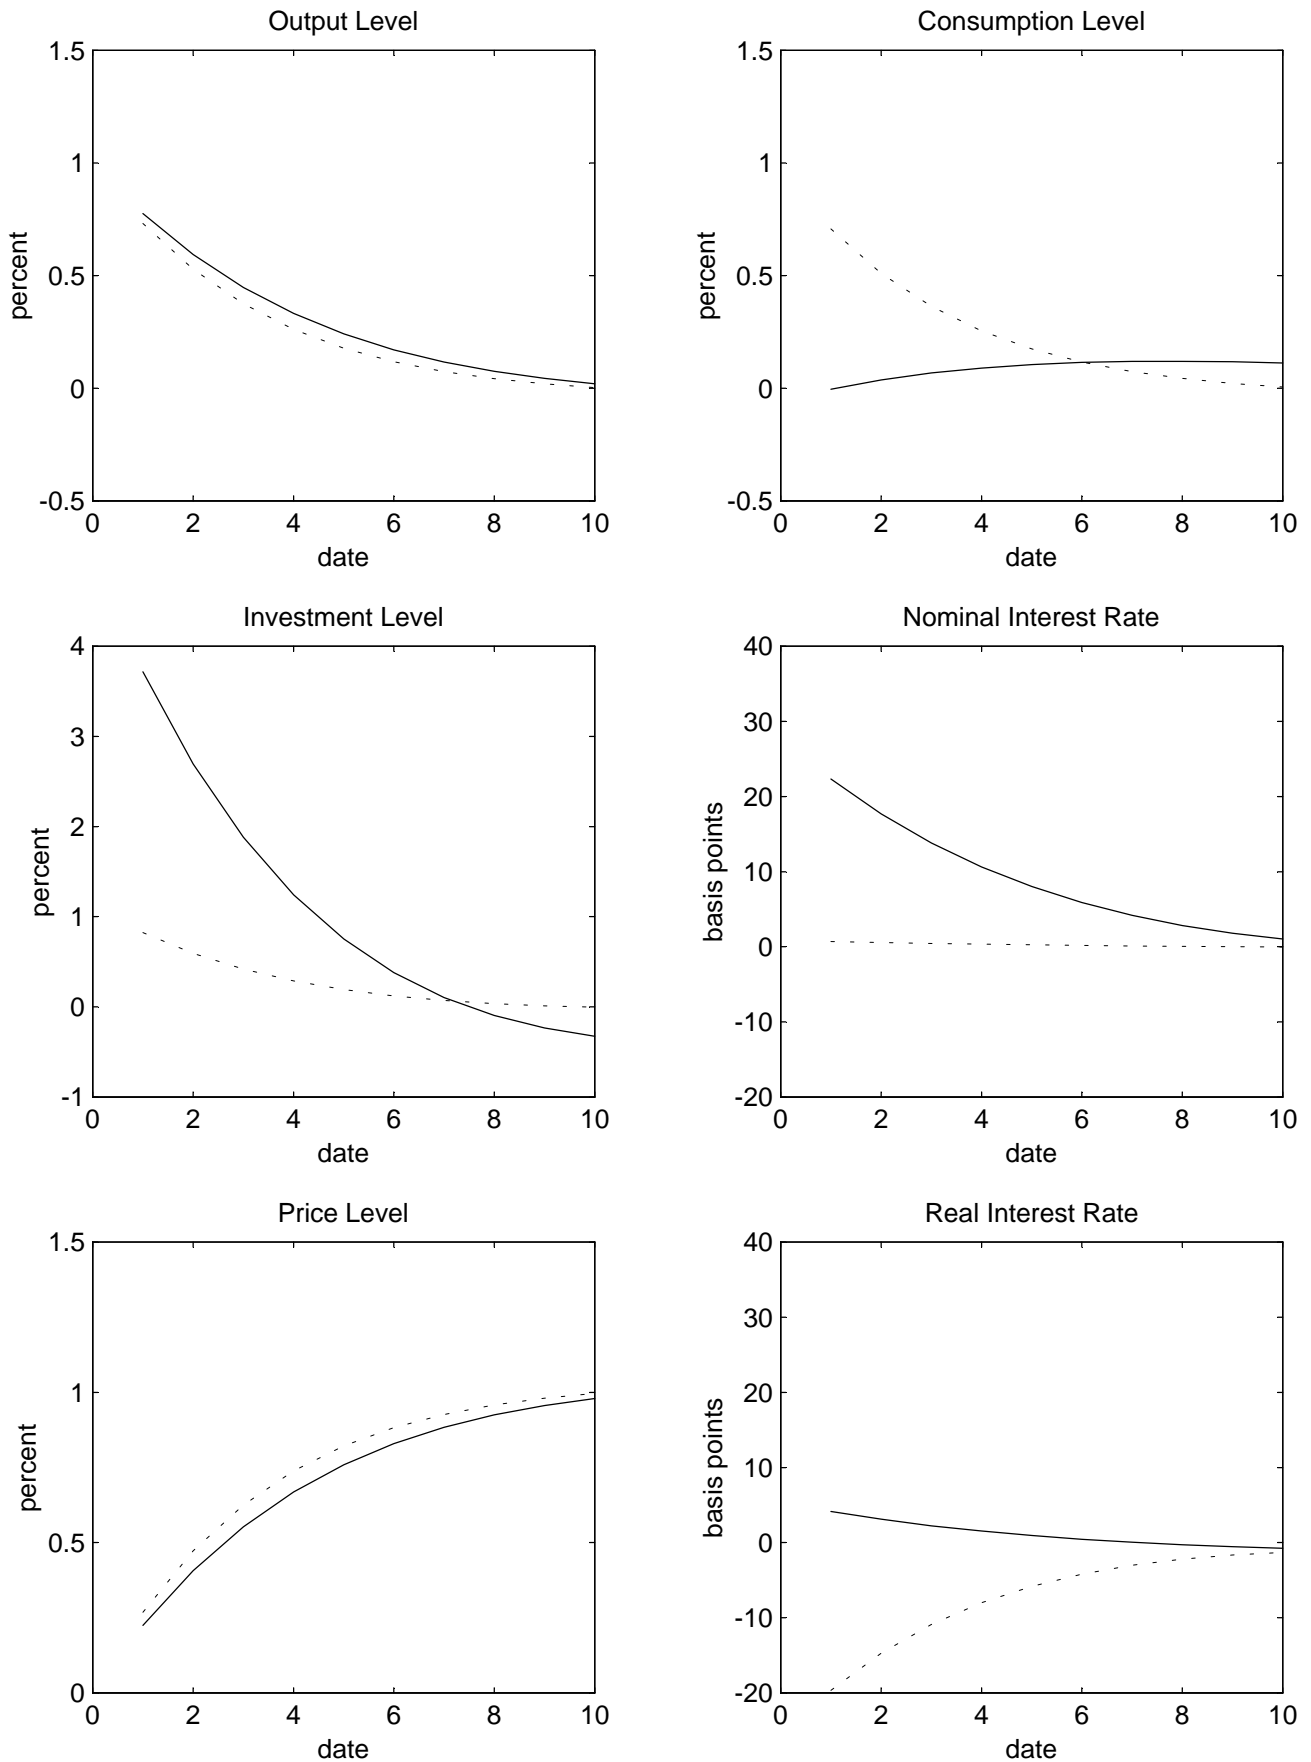 Output Level
1.5
1
0.5
0
-0.5
0 2 4 6 8 10
percent
date
Consumption Level
1.5
1
0.5
0
-0.5
0 2 4 6 8 10
percent
date
Investment Level
4
3
2
1
0
-1
0 2 4 6 8 10
percent
date
Nominal Interest Rate
40
30
20
10
0
-10
-20
0 2 4 6 8 10
basis points
date
Price Level
1.5
1
0.5
0
0 2 4 6 8 10
percent
date
Real Interest Rate
40
30
20
10
0
-10
-20
0 2 4 6 8 10
basis points
date